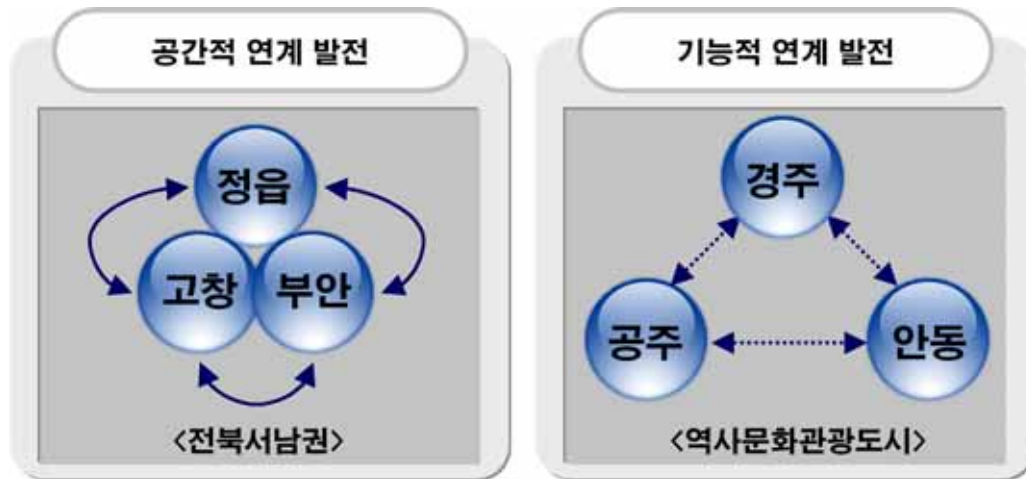 공간적 연계 발전
정읍
고창 부안
<전북서남권>
기능적 연계 발전
경주
공주 안동
<역사문화관광도시>